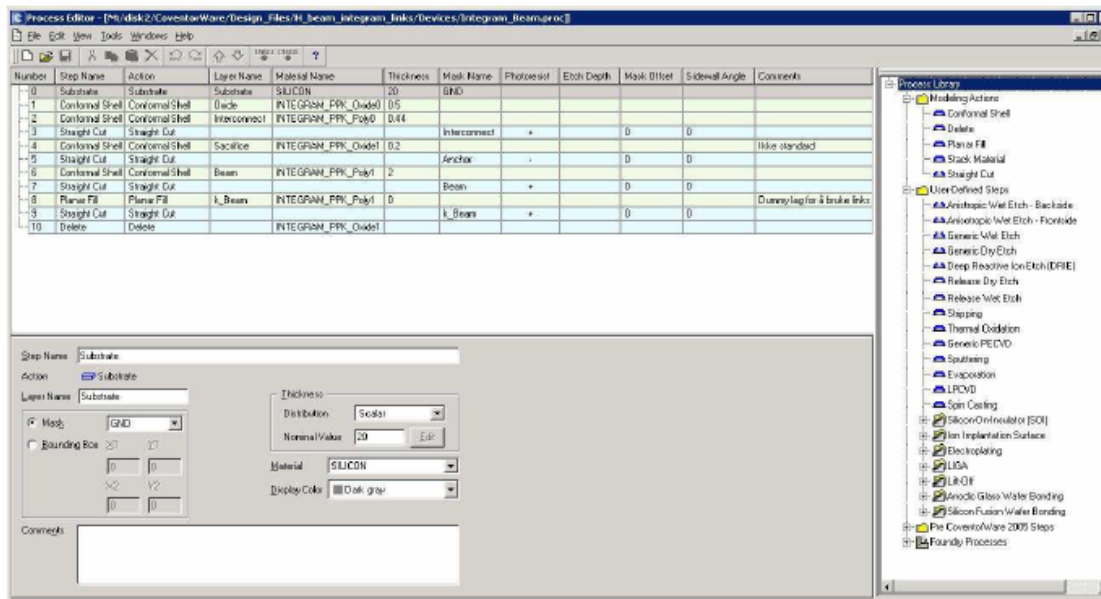 Process Editor - [M:/disk2/CoventorWare/Design_Files/H_beam_integram_links/Devices/Integram_Beam.proc]
File Edit View Tools Windows Help
Number Step Name Action Layer Name Material Name Thickness Mask Name Photoresist Etch Depth Mask Offset Sidewall Angle Comments
0 Substrate Substrate Substrate SILICON 20 GND
1 Conformal Shell Conformal Shell Oxide INTEGRAM_PPK_Oxide0 0.5
2 Conformal Shell Conformal Shell Interconnect INTEGRAM_PPK_Poly0 0.44
3 Straight Cut Straight Cut Interconnect + 0 0
4 Conformal Shell Conformal Shell Sacrifice INTEGRAM_PPK_Oxide1 0.2 Ikke standard
5 Straight Cut Straight Cut Anchor - 0 0
6 Conformal Shell Conformal Shell Beam INTEGRAM_PPK_Poly1 2
7 Straight Cut Straight Cut Beam + 0 0
8 Planar Fill Planar Fill k_Beam INTEGRAM_PPK_Poly1 0 Dummy lag for å bruke links
9 Straight Cut Straight Cut k_Beam + 0 0
10 Delete Delete INTEGRAM_PPK_Oxide1
Step Name Substrate
Action Substrate
Layer Name Substrate
Mask GND
Bounding Box X1 Y1
0 0
X2 Y2
0 0
Thickness
Distribution Scalar
Nominal Value 20 Edit
Material SILICON
Display Color Dark gray
Comments
Process Library
Modeling Actions
Conformal Shell
Delete
Planar Fill
Stack Material
Straight Cut
User-Defined Steps
Anistropic Wet Etch - Backside
Anisotropic Wet Etch - Frontside
Generic Wet Etch
Generic Dry Etch
Deep Reactive Ion Etch (DRIE)
Release Dry Etch
Release Wet Etch
Stripping
Thermal Oxidation
Generic PECVD
Sputtering
Evaporation
LPCVD
Spin Casting
Silicon-On-Insulator (SOI)
Ion Implantation Surface
Electroplating
LIGA
Lift-Off
Anodic Glass Wafer Bonding
Silicon Fusion Wafer Bonding
Pre CoventorWare 2005 Steps
Foundry Processes